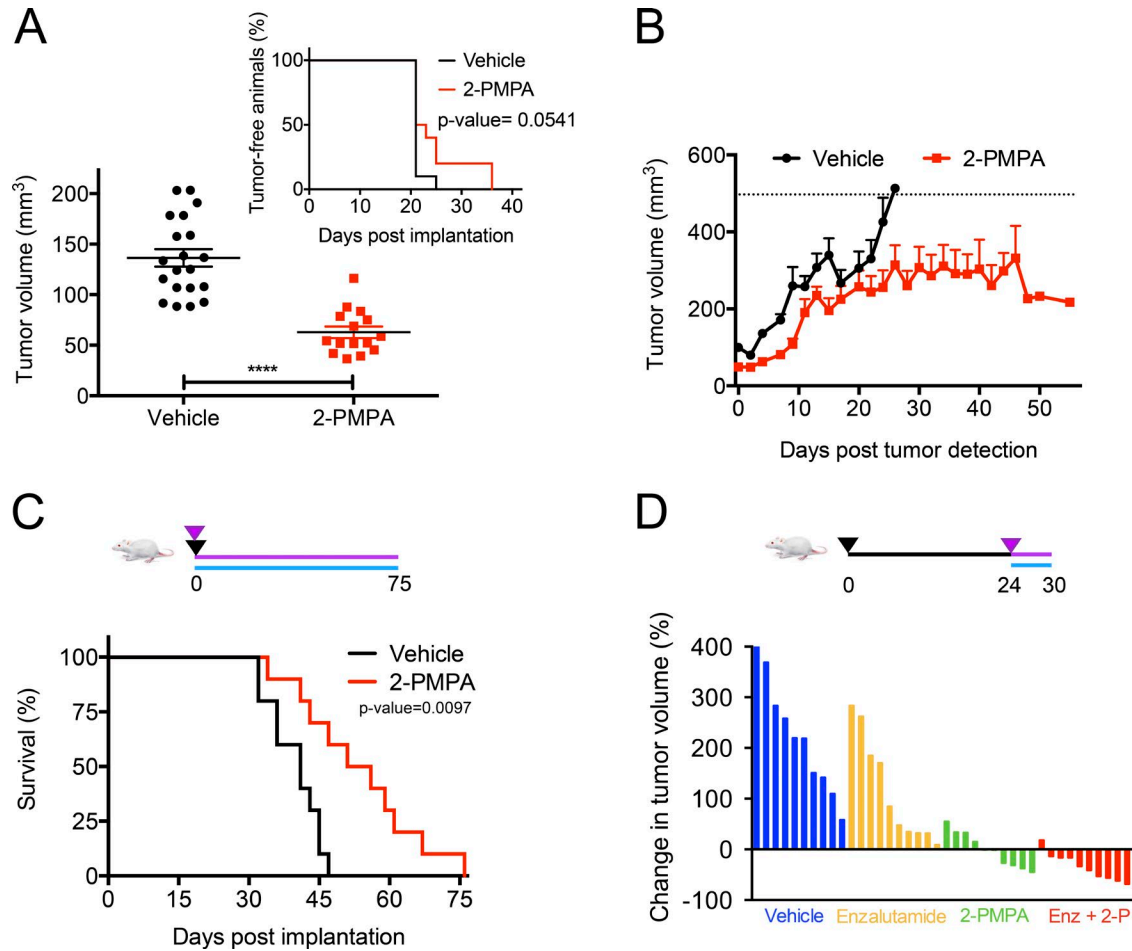 A
Tumor-free animals (%)
100
50
0
0 10 20 30 40
Days post implantation
Vehicle
2-PMPA
p-value= 0.0541
Tumor volume (mm³)
200
150
100
50
0
****
Vehicle 2-PMPA
B
Vehicle 2-PMPA
Tumor volume (mm³)
600
400
200
0
0 10 20 30 40 50
Days post tumor detection
C
0 75
Vehicle
2-PMPA
p-value=0.0097
Survival (%)
100
75
50
25
0
0 15 30 45 60 75
Days post implantation
D
0 24 30
Change in tumor volume (%)
400
300
200
100
0
-100
Vehicle Enzalutamide 2-PMPA Enz + 2-P